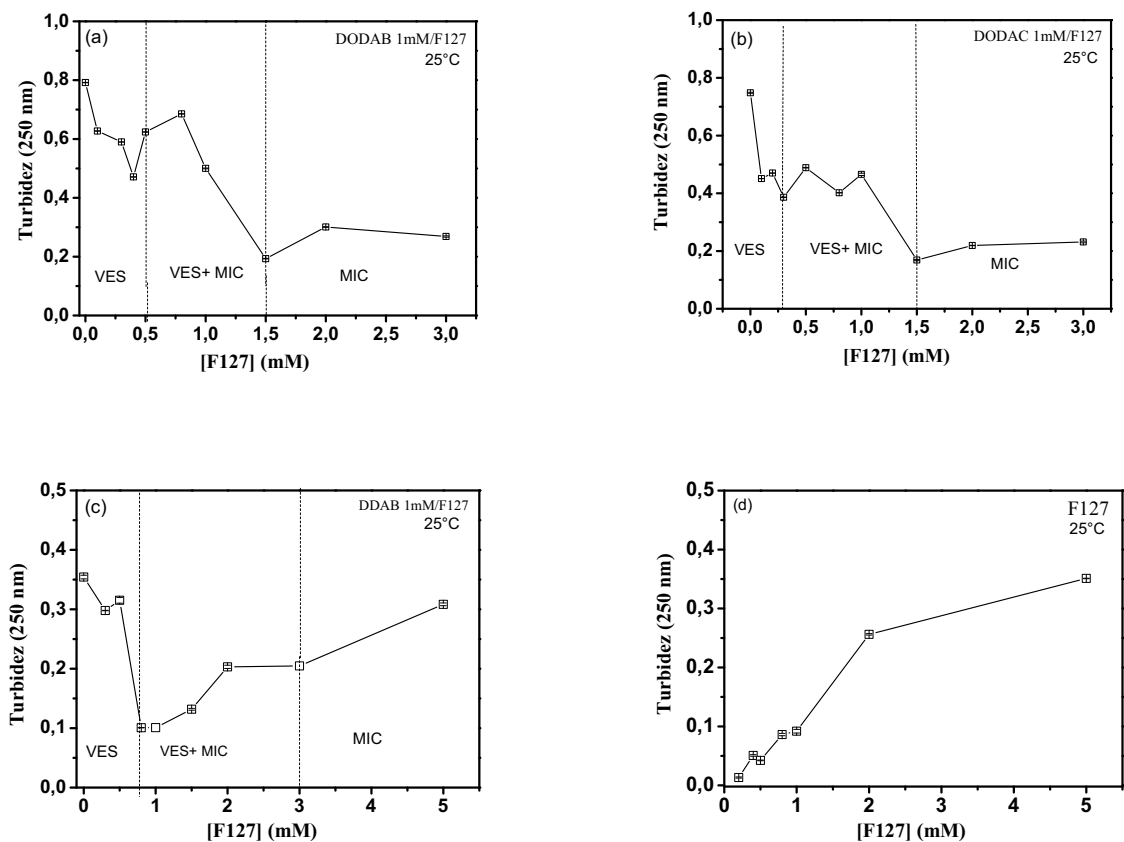 (a)
DODAB 1mM/F127
25°C
Turbidez (250 nm)
1,0
0,8
0,6
0,4
0,2
0,0
VES
VES+ MIC
MIC
0,0 0,5 1,0 1,5 2,0 2,5 3,0
[F127] (mM)
(b)
DODAC 1mM/F127
25°C
Turbidez (250 nm)
1,0
0,8
0,6
0,4
0,2
0,0
VES
VES+ MIC
MIC
0,0 0,5 1,0 1,5 2,0 2,5 3,0
[F127] (mM)
(c)
DDAB 1mM/F127
25°C
Turbidez (250 nm)
0,5
0,4
0,3
0,2
0,1
0,0
VES
VES+ MIC
MIC
0 1 2 3 4 5
[F127] (mM)
(d)
F127
25°C
Turbidez (250 nm)
0,5
0,4
0,3
0,2
0,1
0,0
0 1 2 3 4 5
[F127] (mM)